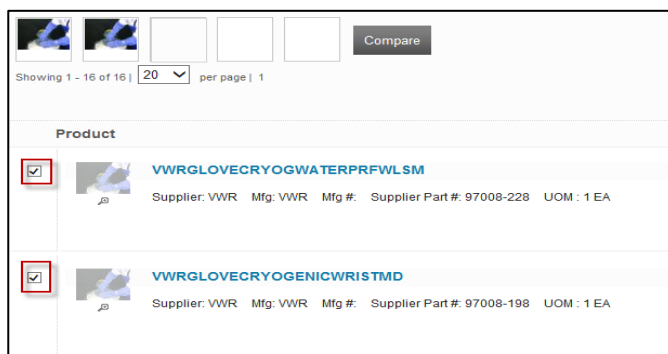 Compare
Showing 1 - 16 of 16 | 20 per page | 1
Product
VWRGLOVECRYOGWATERPRFWLSM
Supplier: VWR Mfg: VWR Mfg #: Supplier Part #: 97008-228 UOM : 1 EA
VWRGLOVECRYOGENICWRISTMD
Supplier: VWR Mfg: VWR Mfg #: Supplier Part #: 97008-198 UOM : 1 EA